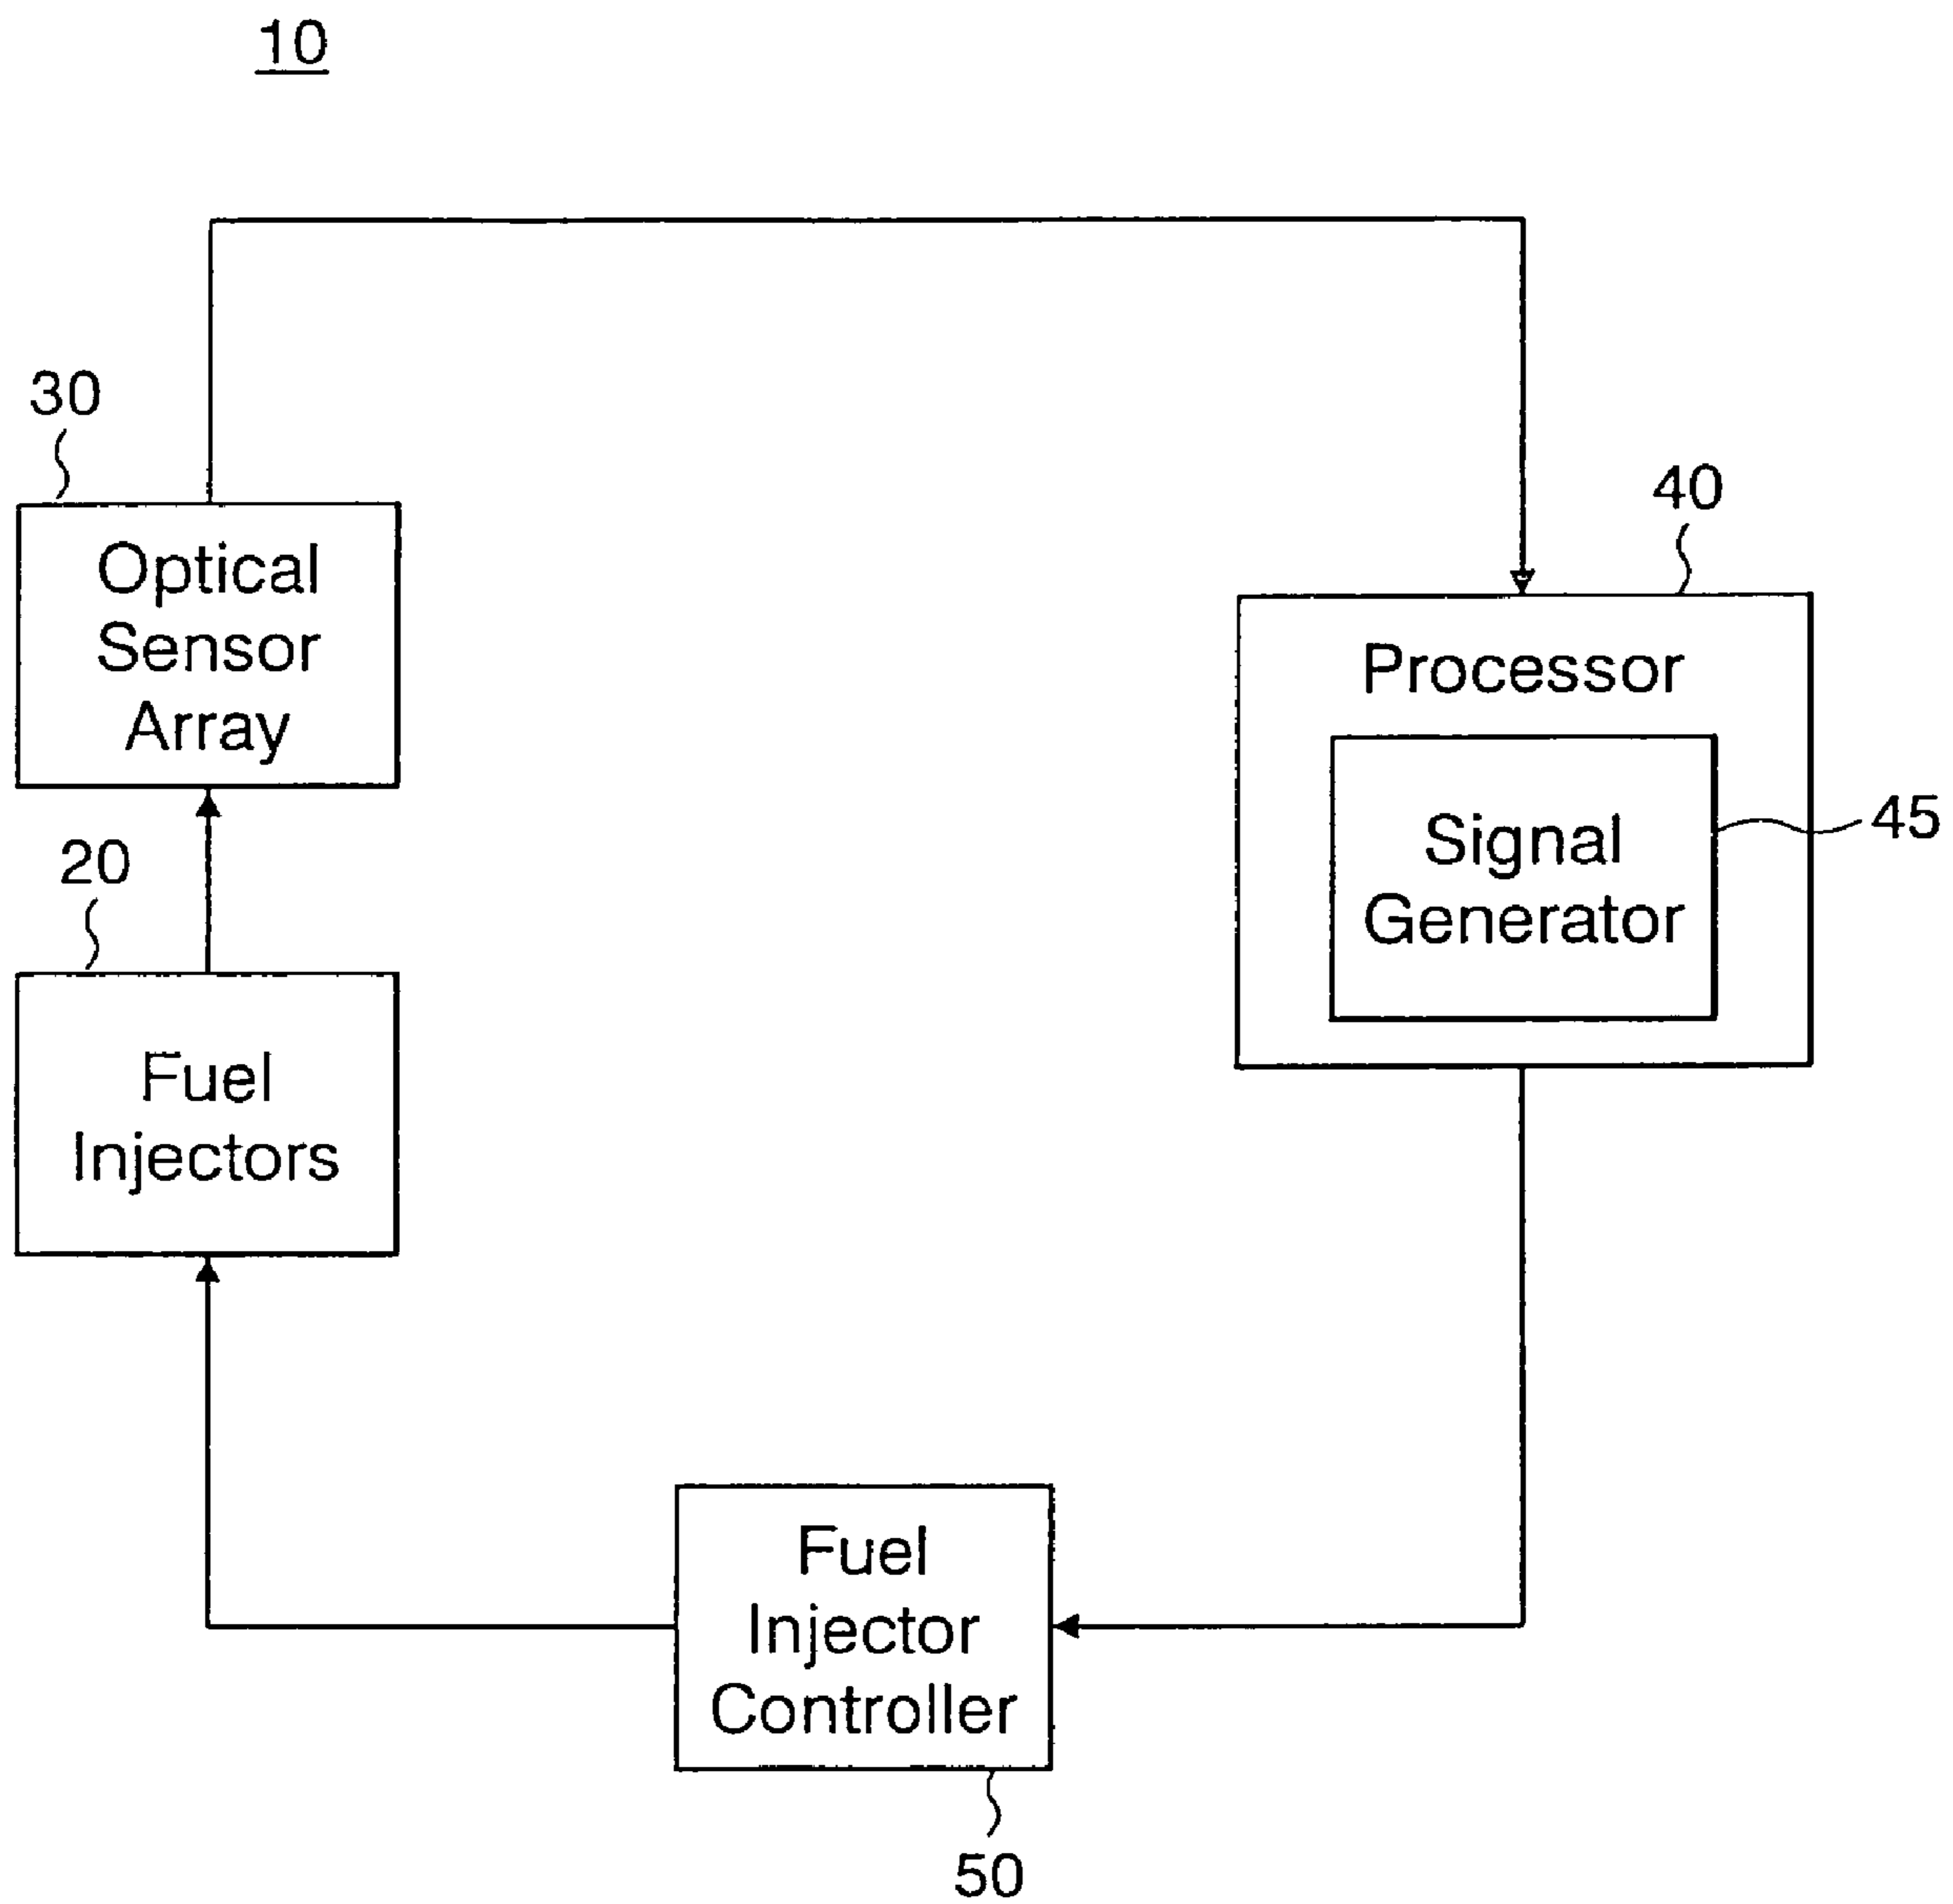 10
30
Optical
Sensor
Array
40
Processor
Signal
Generator
45
20
Fuel
Injectors
Fuel
Injector
Controller
50